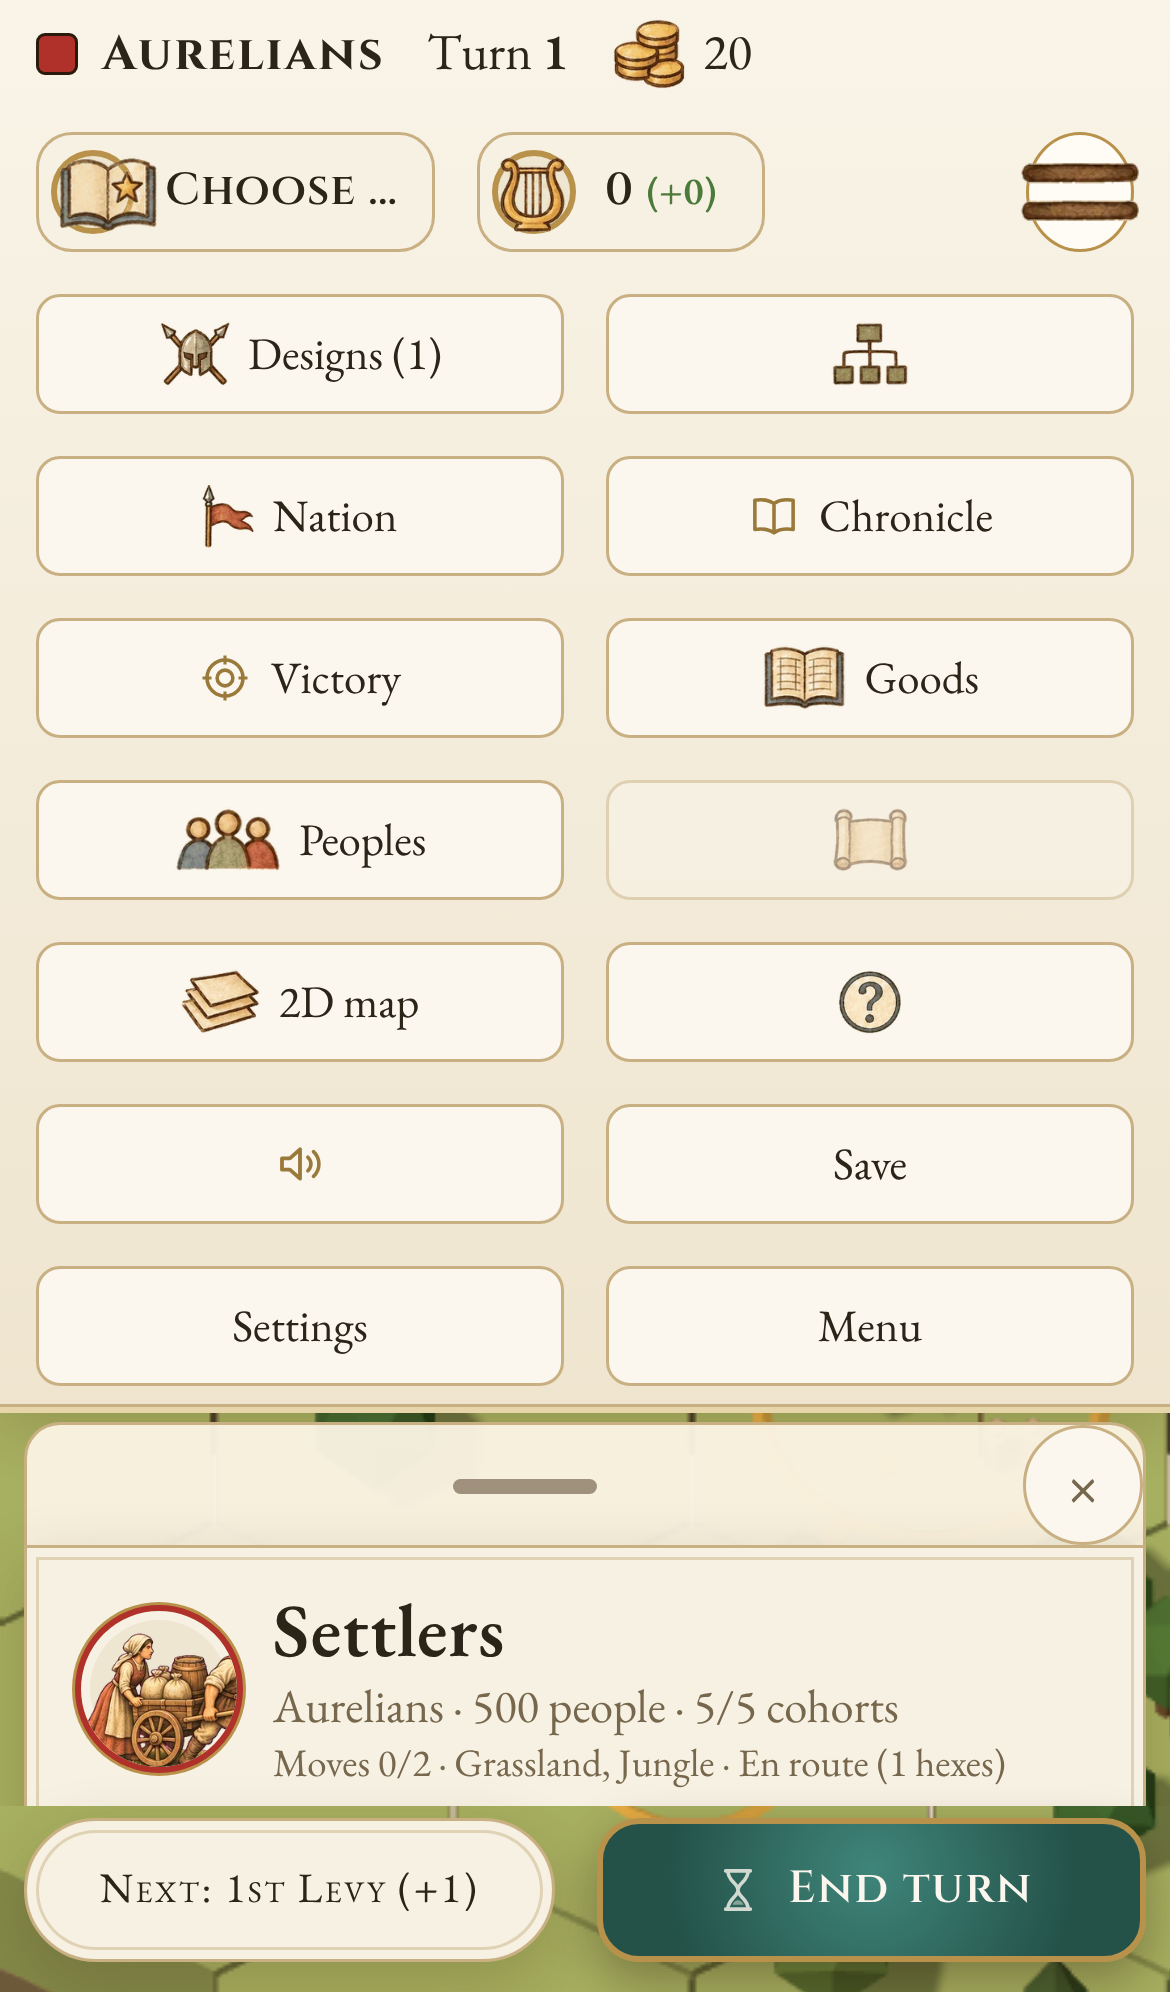 AURELIANS Turn 1 20
CHOOSE ... 0 (+0)
Designs (1)
Nation Chronicle
Victory Goods
Peoples
2D map ?
Save
Settings Menu
×
Settlers
Aurelians · 500 people · 5/5 cohorts
Moves 0/2 · Grassland, Jungle · En route (1 hexes)
NEXT: 1ST LEVY (+1) END TURN